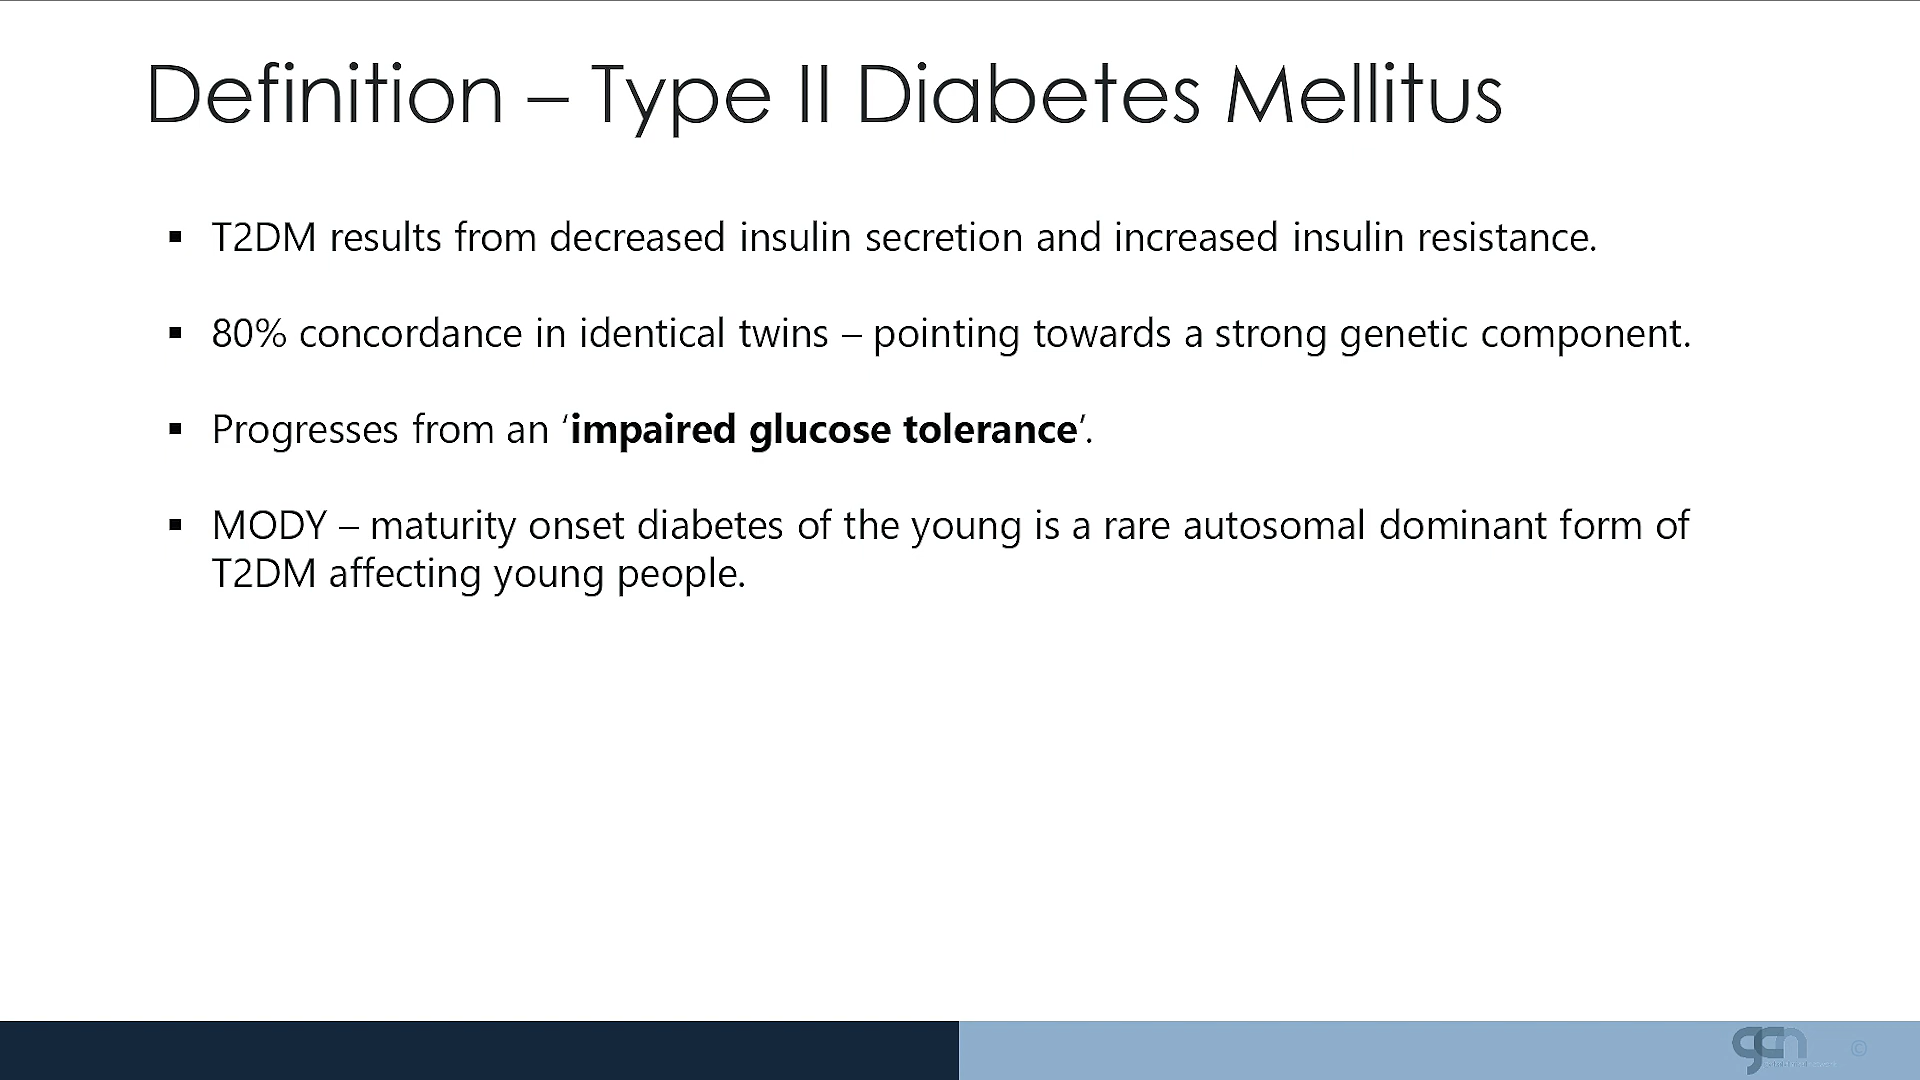 Definition – Type II Diabetes Mellitus
▪ T2DM results from decreased insulin secretion and increased insulin resistance.
▪ 80% concordance in identical twins – pointing towards a strong genetic component.
▪ Progresses from an ‘impaired glucose tolerance’.
▪ MODY – maturity onset diabetes of the young is a rare autosomal dominant form of
T2DM affecting young people.
gcn ©